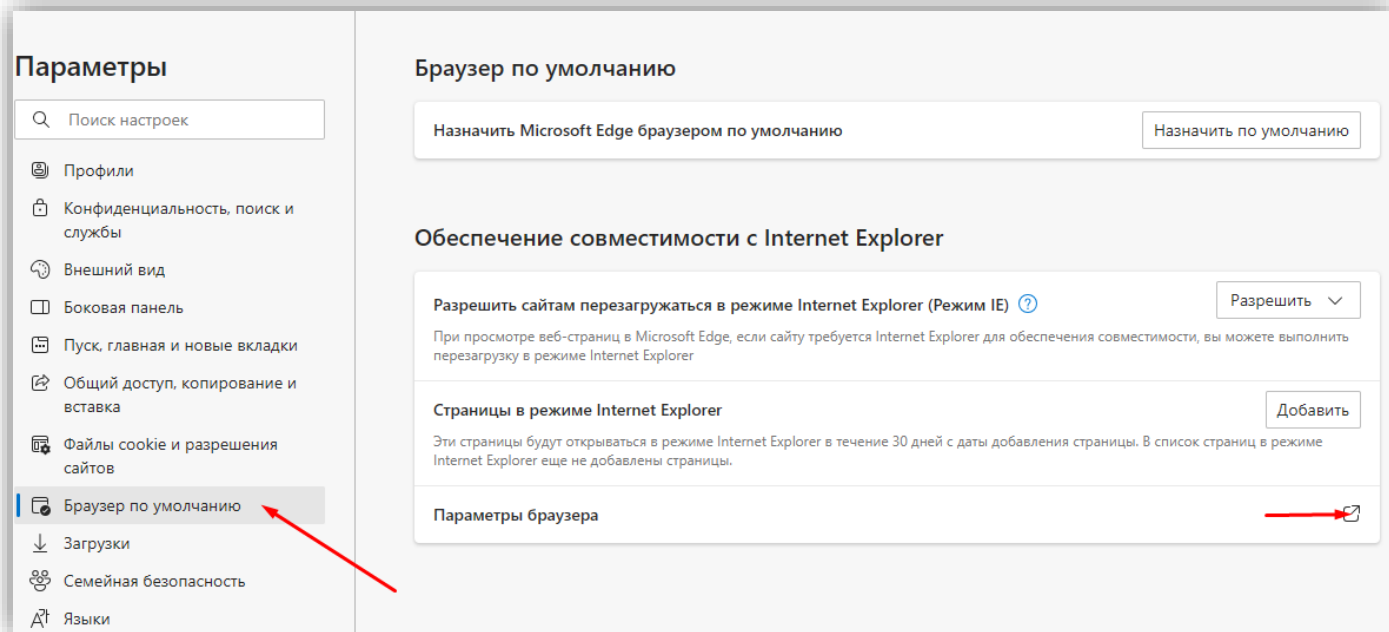 Параметры
Поиск настроек
Профили
Конфиденциальность, поиск и
службы
Внешний вид
Боковая панель
Пуск, главная и новые вкладки
Общий доступ, копирование и
вставка
Файлы cookie и разрешения
сайтов
Браузер по умолчанию
Загрузки
Семейная безопасность
Языки
Браузер по умолчанию
Назначить Microsoft Edge браузером по умолчанию
Назначить по умолчанию
Обеспечение совместимости с Internet Explorer
Разрешить сайтам перезагружаться в режиме Internet Explorer (Режим IE)
Разрешить
При просмотре веб-страниц в Microsoft Edge, если сайту требуется Internet Explorer для обеспечения совместимости, вы можете выполнить
перезагрузку в режиме Internet Explorer
Страницы в режиме Internet Explorer
Добавить
Эти страницы будут открываться в режиме Internet Explorer в течение 30 дней с даты добавления страницы. В список страниц в режиме
Internet Explorer еще не добавлены страницы.
Параметры браузера